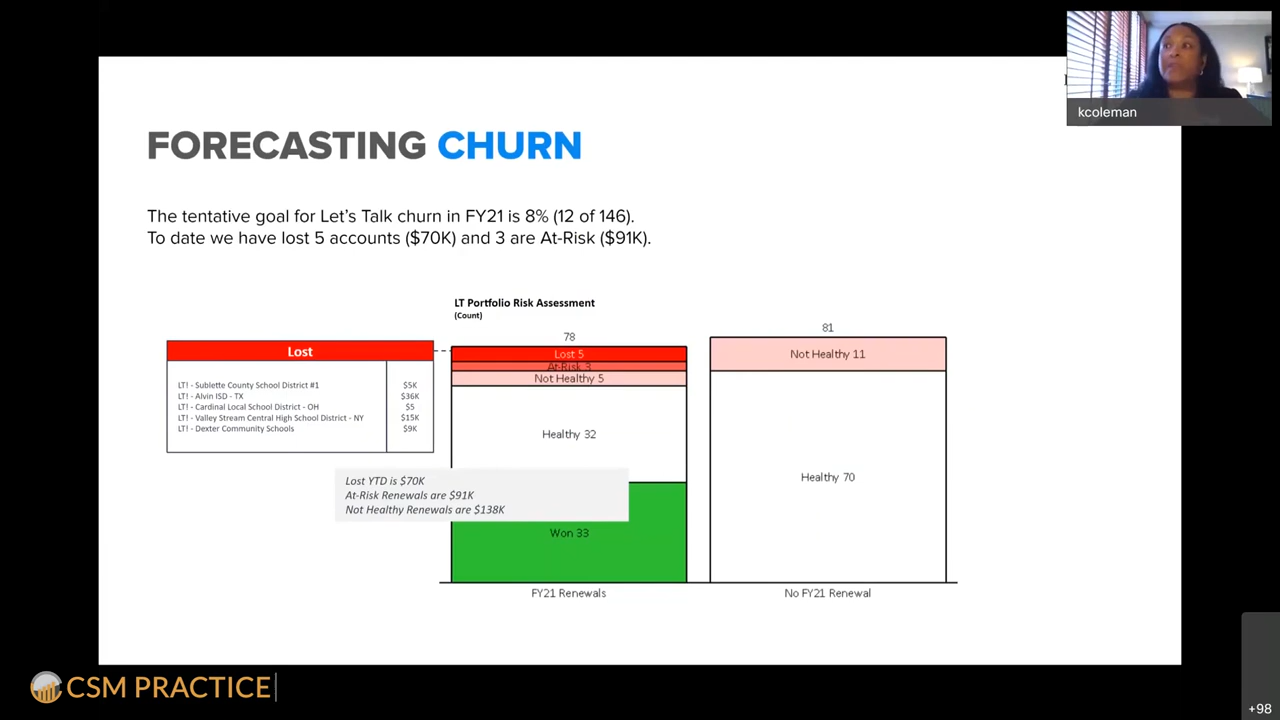 kcoleman
FORECASTING CHURN
The tentative goal for Let's Talk churn in FY21 is 8% (12 of 146).
To date we have lost 5 accounts ($70K) and 3 are At-Risk ($91K).
LT Portfolio Risk Assessment
(Count)
78
81
Lost
LT! - Sublette County School District #1 $5K
LT! - Alvin ISD - TX $36K
LT! - Cardinal Local School District - OH $5
LT! - Valley Stream Central High School District - NY $15K
LT! - Dexter Community Schools $9K
Lost 5
At-Risk 3
Not Healthy 5
Healthy 32
Won 33
Not Healthy 11
Healthy 70
Lost YTD is $70K
At-Risk Renewals are $91K
Not Healthy Renewals are $138K
FY21 Renewals
No FY21 Renewal
CSM PRACTICE
+98